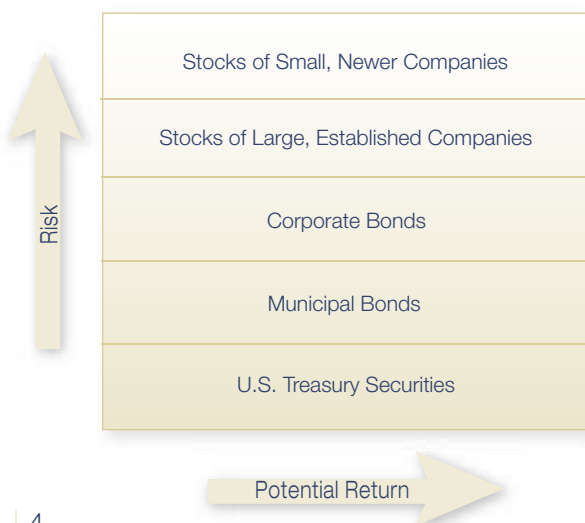 Stocks of Small, Newer Companies
Stocks of Large, Established Companies
Risk
Corporate Bonds
Municipal Bonds
U.S. Treasury Securities
Potential Return
4